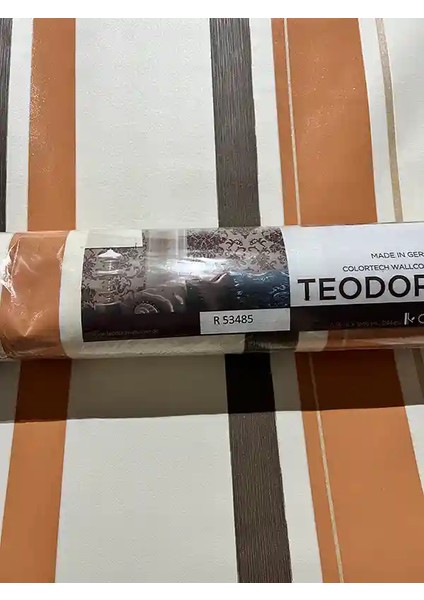 MADE IN GER
COLORTECH WALLCO
TEODOR
R 53485